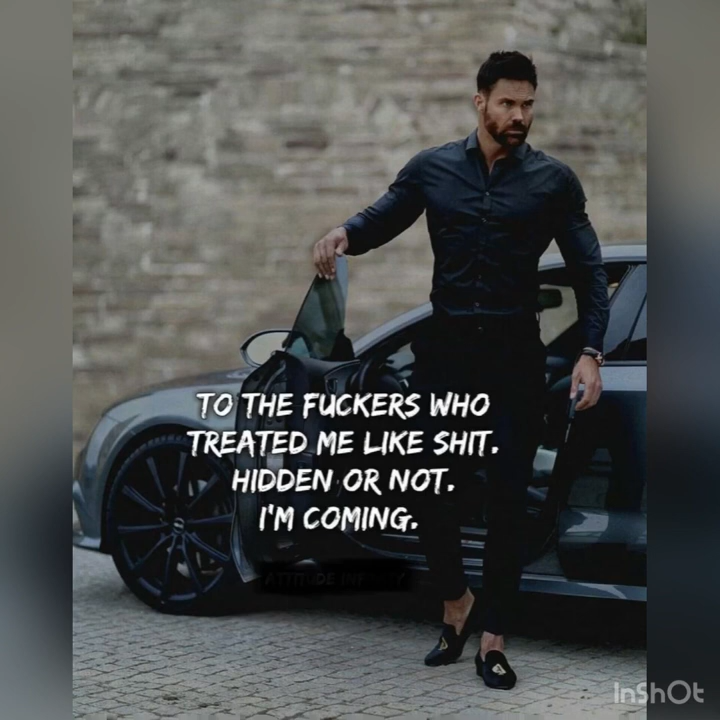 TO THE FUCKERS WHO
TREATED ME LIKE SHIT.
HIDDEN OR NOT.
I'M COMING.
InShOt